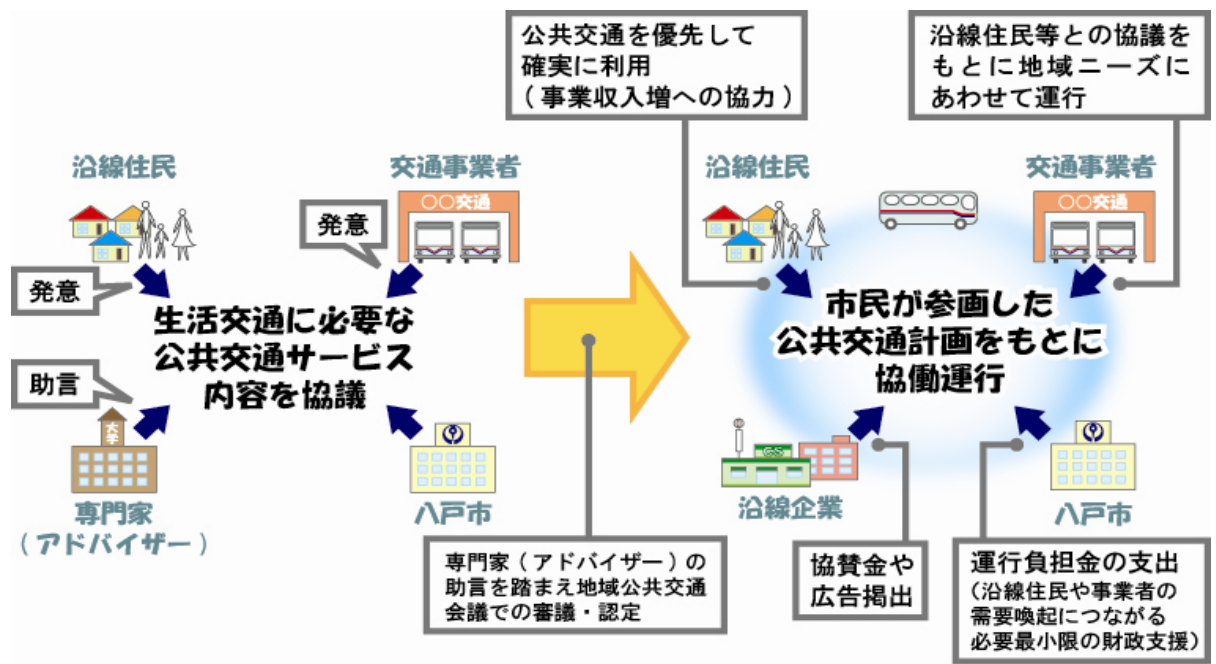 公共交通を優先して
確実に利用
（事業収入増への協力）
沿線住民等との協議を
もとに地域ニーズに
あわせて運行
沿線住民
交通事業者
〇〇交通
発意
発意
生活交通に必要な
公共交通サービス
内容を協議
助言
大学
専門家
（アドバイザー）
八戸市
専門家（アドバイザー）の
助言を踏まえ地域公共交通
会議での審議・認定
沿線住民
交通事業者
〇〇交通
市民が参画した
公共交通計画をもとに
協働運行
GS
沿線企業
八戸市
協賛金や
広告掲出
運行負担金の支出
（沿線住民や事業者の
需要喚起につながる
必要最小限の財政支援）